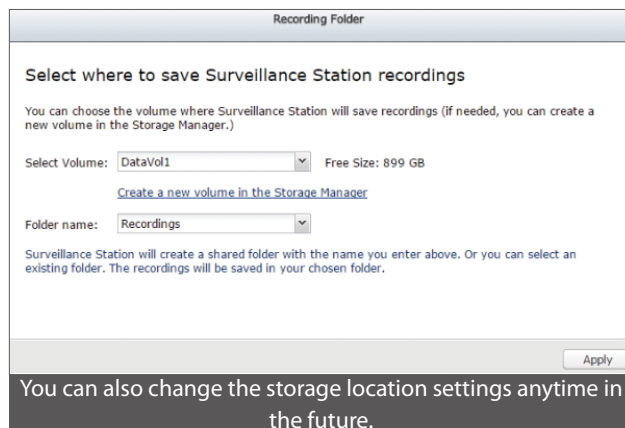 Recording Folder
Select where to save Surveillance Station recordings
You can choose the volume where Surveillance Station will save recordings (if needed, you can create a
new volume in the Storage Manager.)
Select Volume: DataVol1 Free Size: 899 GB
Create a new volume in the Storage Manager
Folder name: Recordings
Surveillance Station will create a shared folder with the name you enter above. Or you can select an
existing folder. The recordings will be saved in your chosen folder.
Apply
You can also change the storage location settings anytime in
the future.